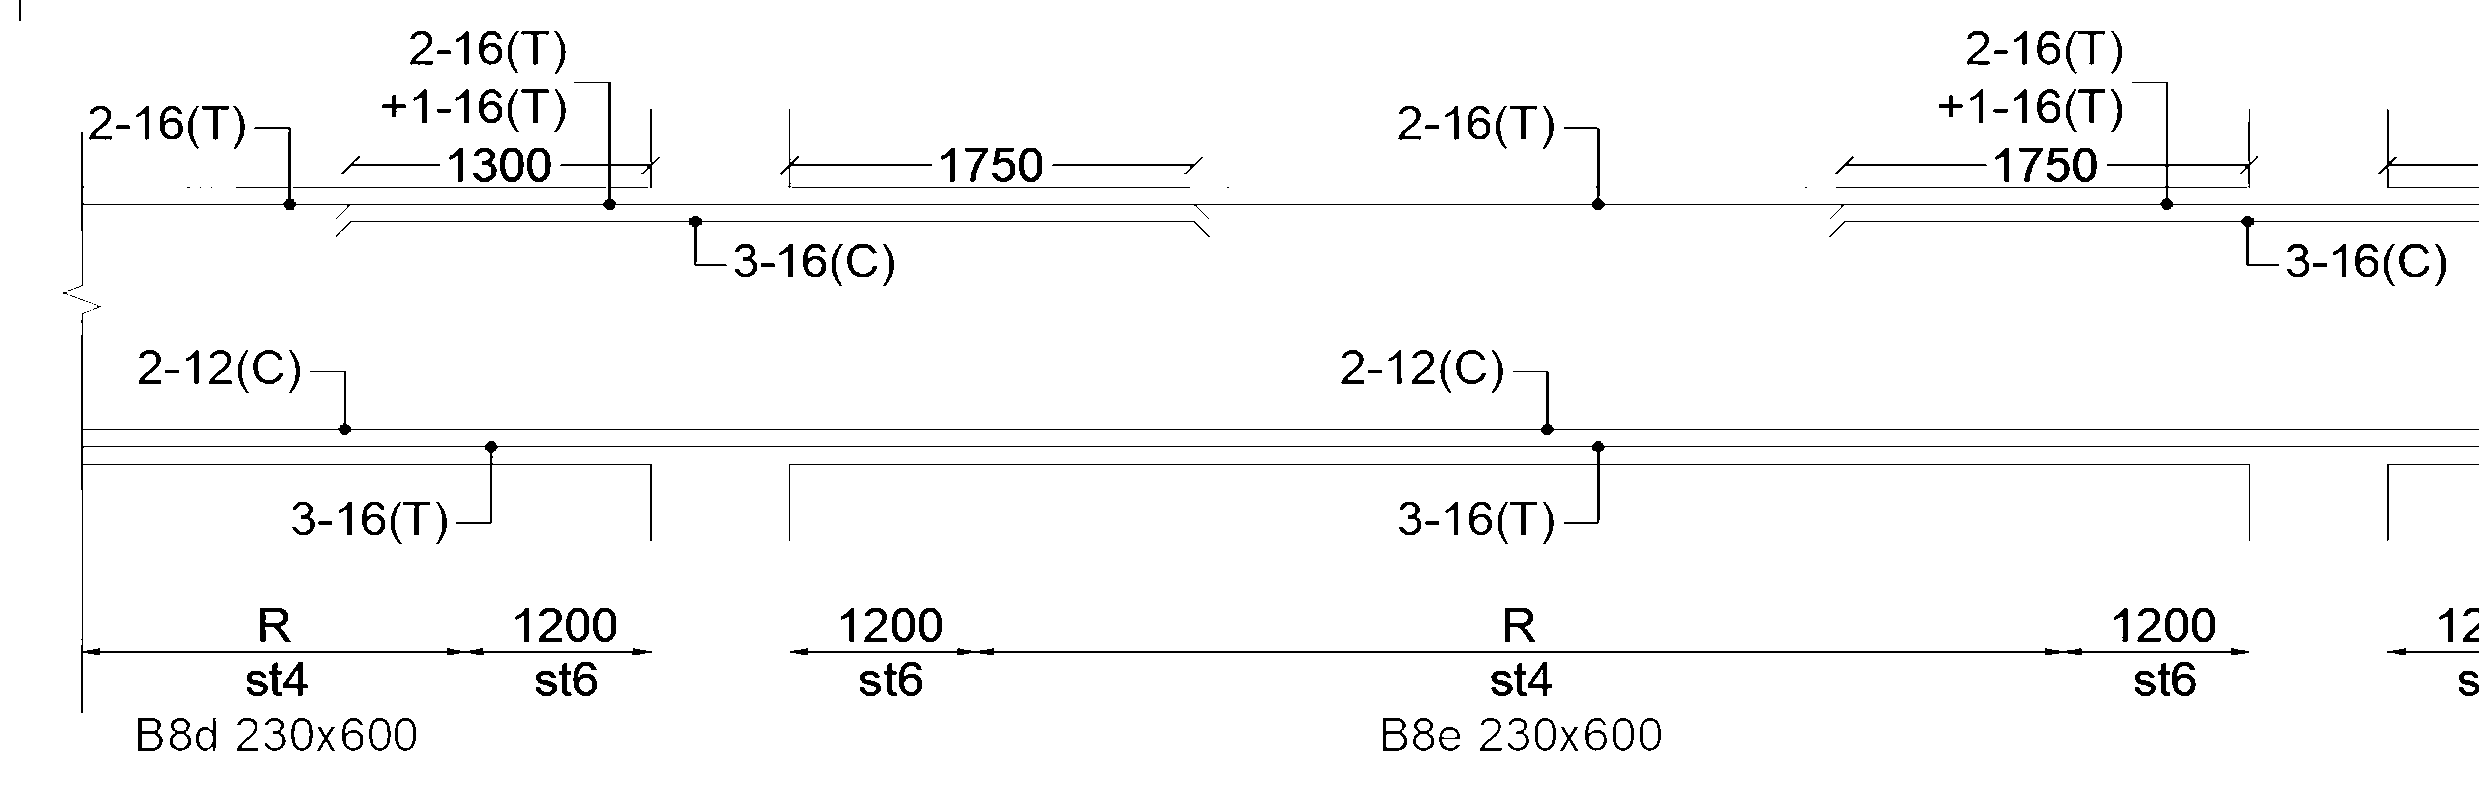 2-16(T)
2-16(T)
+1-16(T)
1300
1750
2-16(T)
2-16(T)
+1-16(T)
1750
3-16(C)
3-16(C)
2-12(C)
2-12(C)
3-16(T)
3-16(T)
R
1200
1200
R
1200
12
st4
st6
st6
st4
st6
s
B8d 230x600
B8e 230x600